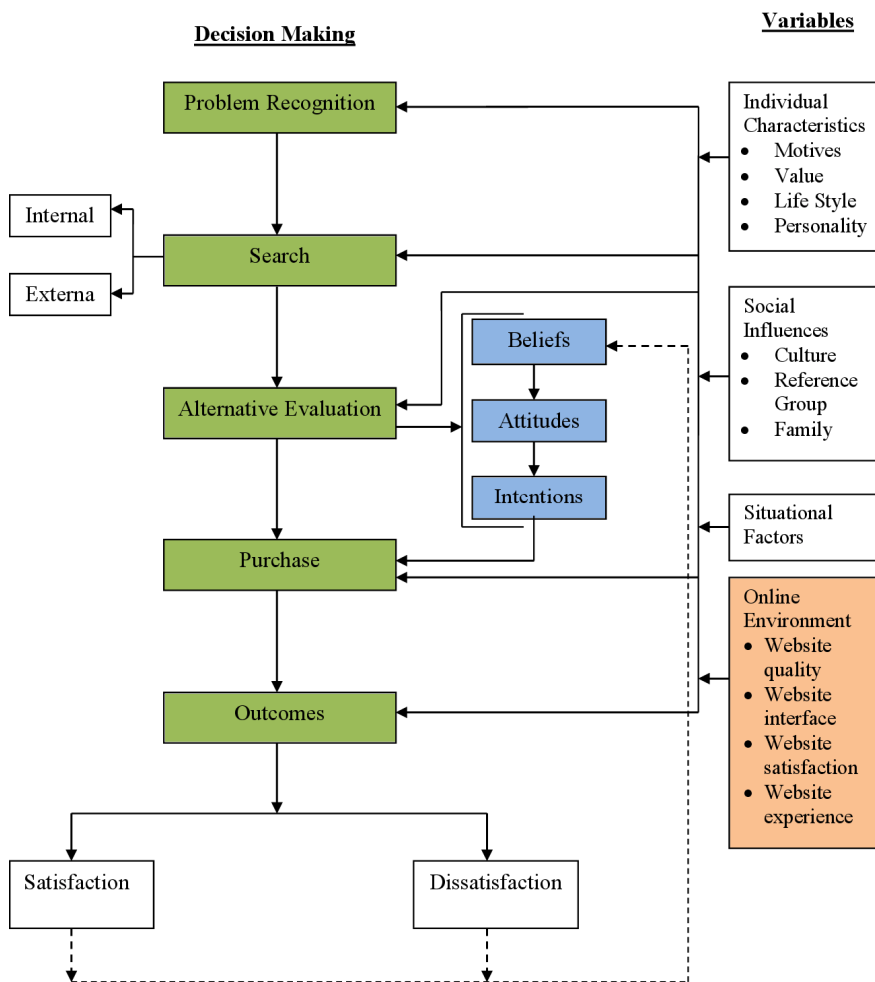 Decision Making
Variables
Problem Recognition
Internal
Externa
Search
Alternative Evaluation
Beliefs
Attitudes
Intentions
Purchase
Outcomes
Satisfaction
Dissatisfaction
Individual
Characteristics
• Motives
• Value
• Life Style
• Personality
Social
Influences
• Culture
• Reference
Group
• Family
Situational
Factors
Online
Environment
• Website
quality
• Website
interface
• Website
satisfaction
• Website
experience